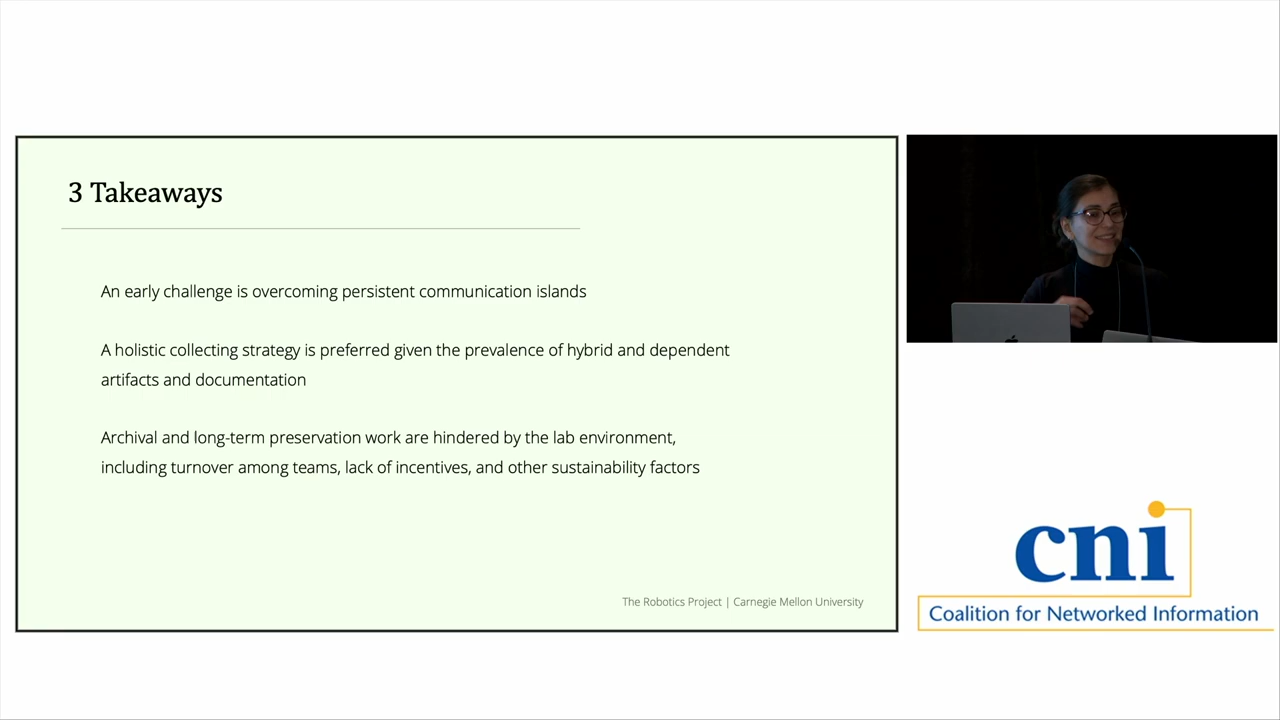 3 Takeaways
An early challenge is overcoming persistent communication islands
A holistic collecting strategy is preferred given the prevalence of hybrid and dependent
artifacts and documentation
Archival and long-term preservation work are hindered by the lab environment,
including turnover among teams, lack of incentives, and other sustainability factors
The Robotics Project | Carnegie Mellon University
cni
Coalition for Networked Information